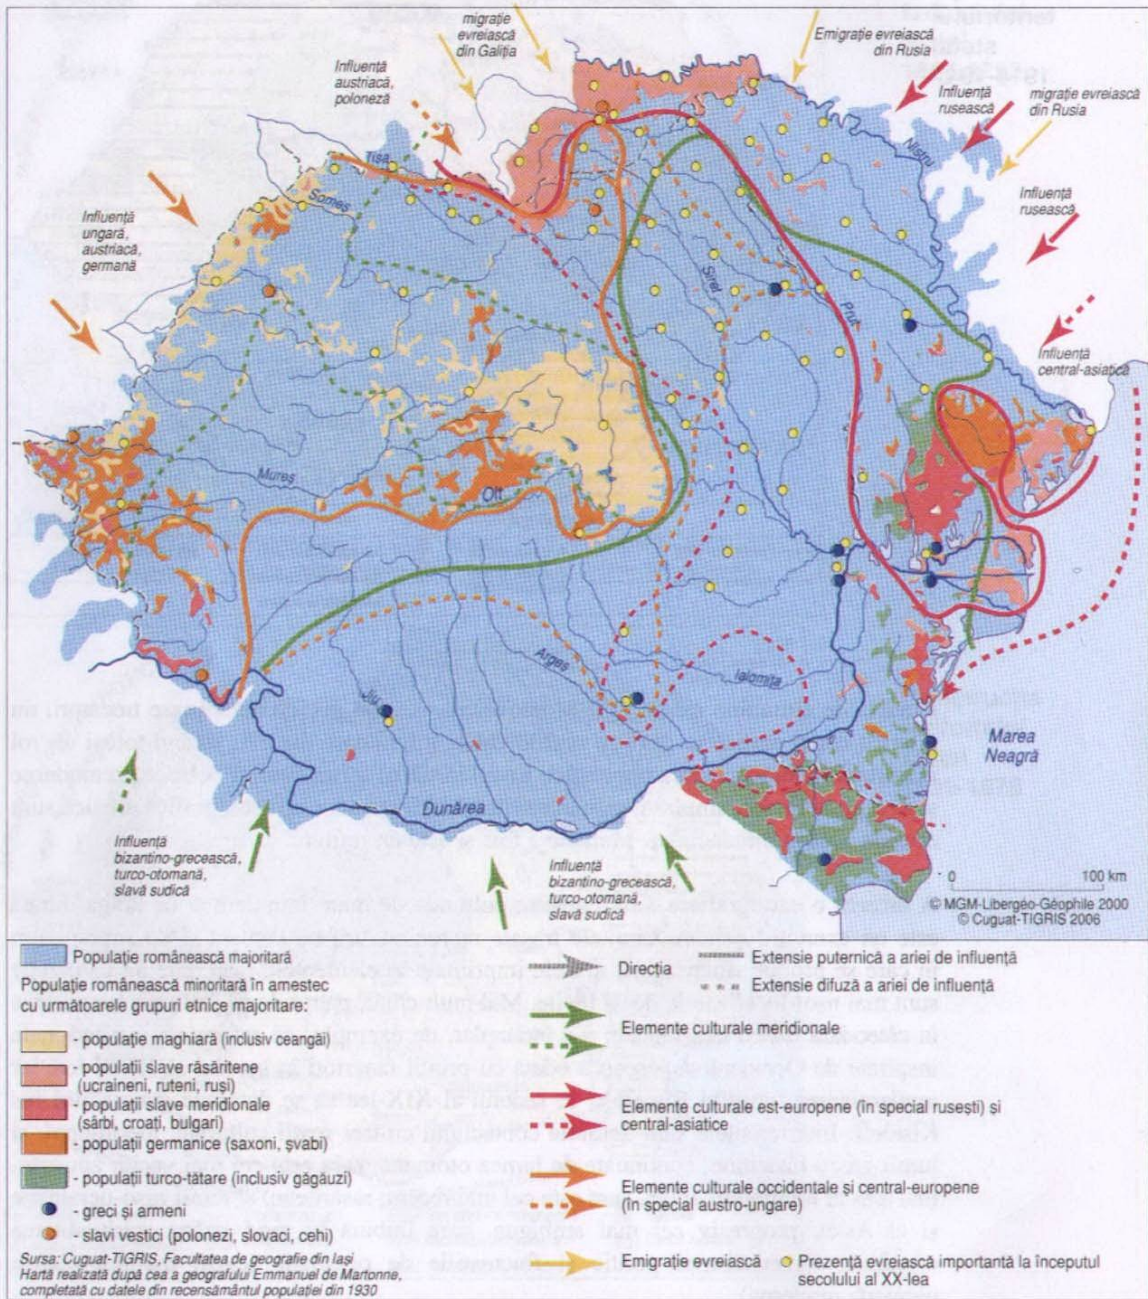 migrație
evreiască
din Galiția
Emigrație evreiască
din Rusia
Influență
austriacă,
poloneză
Influență
rusească
migrație evreiască
din Rusia
Nistru
Tisa
Someș
Influență
rusească
Influență
ungară,
austriacă,
germană
Siret
Prut
Influență
central-asiatică
Mureș
Olt
Argeș
Ialomița
Jiu
Marea
Neagră
Dunărea
Influență
bizantino-grecească,
turco-otomană,
slavă sudică
Influență
bizantino-grecească,
turco-otomană,
slavă sudică
0 100 km
© MGM-Libergéo-Géophile 2000
© Cuguat-TIGRIS 2006
Populație românească majoritară
Populație românească minoritară în amestec
cu următoarele grupuri etnice majoritare:
- populație maghiară (inclusiv ceangăi)
- populații slave răsăritene
(ucraineni, ruteni, ruși)
- populații slave meridionale
(sârbi, croați, bulgari)
- populații germanice (saxoni, șvabi)
- populații turco-tătare (inclusiv găgăuzi)
- greci și armeni
- slavi vestici (polonezi, slovaci, cehi)
Sursa: Cuguat-TIGRIS, Facultatea de geografie din Iași
Hartă realizată după cea a geografului Emmanuel de Martonne,
completată cu datele din recensământul populației din 1930
Direcția
Extensie puternică a ariei de influență
Extensie difuză a ariei de influență
Elemente culturale meridionale
Elemente culturale est-europene (în special rusești) și
central-asiatice
Elemente culturale occidentale și central-europene
(în special austro-ungare)
Emigrație evreiască
Prezență evreiască importantă la începutul
secolului al XX-lea